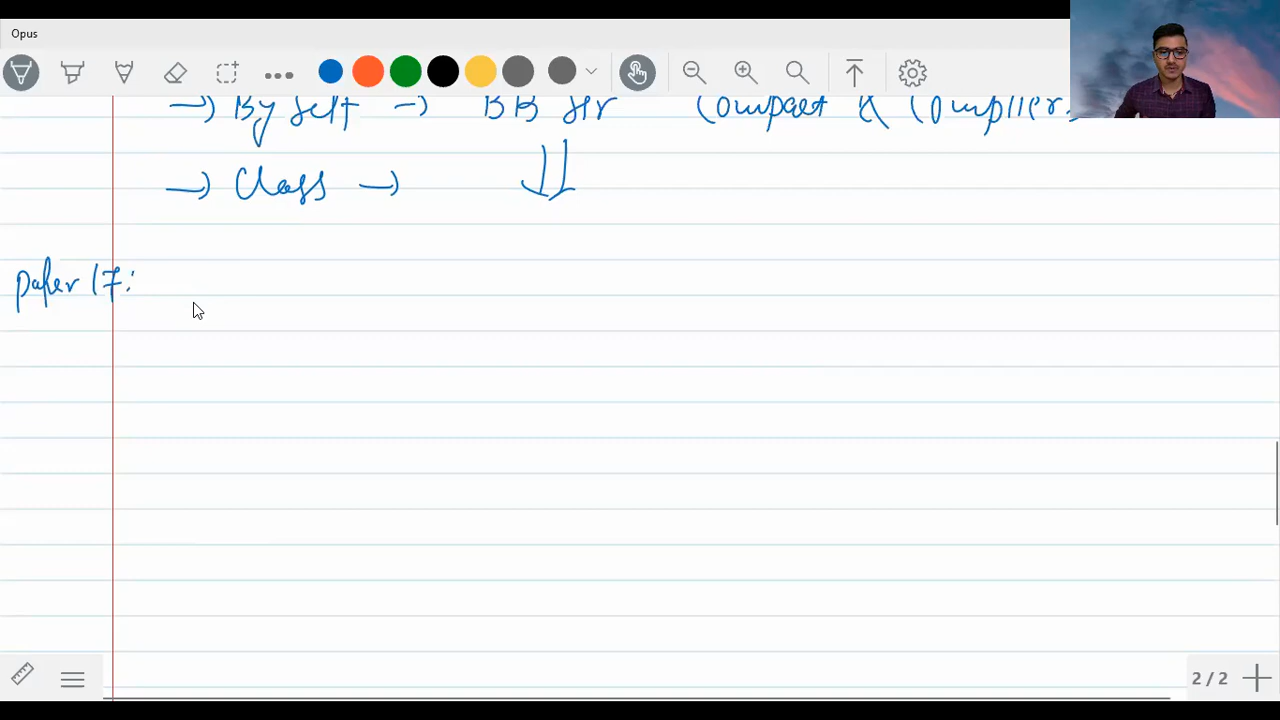 Opus
→ By self → BB sir Compact & Compiler
→ Class →
paper 17:
2 / 2